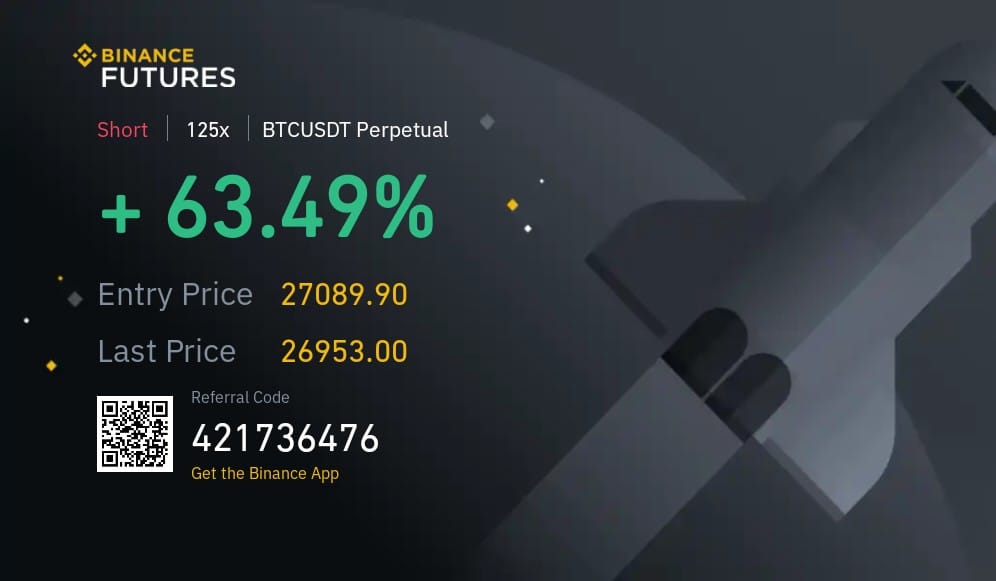 BINANCE
FUTURES
Short | 125x | BTCUSDT Perpetual
+ 63.49%
Entry Price 27089.90
Last Price 26953.00
Referral Code
421736476
Get the Binance App